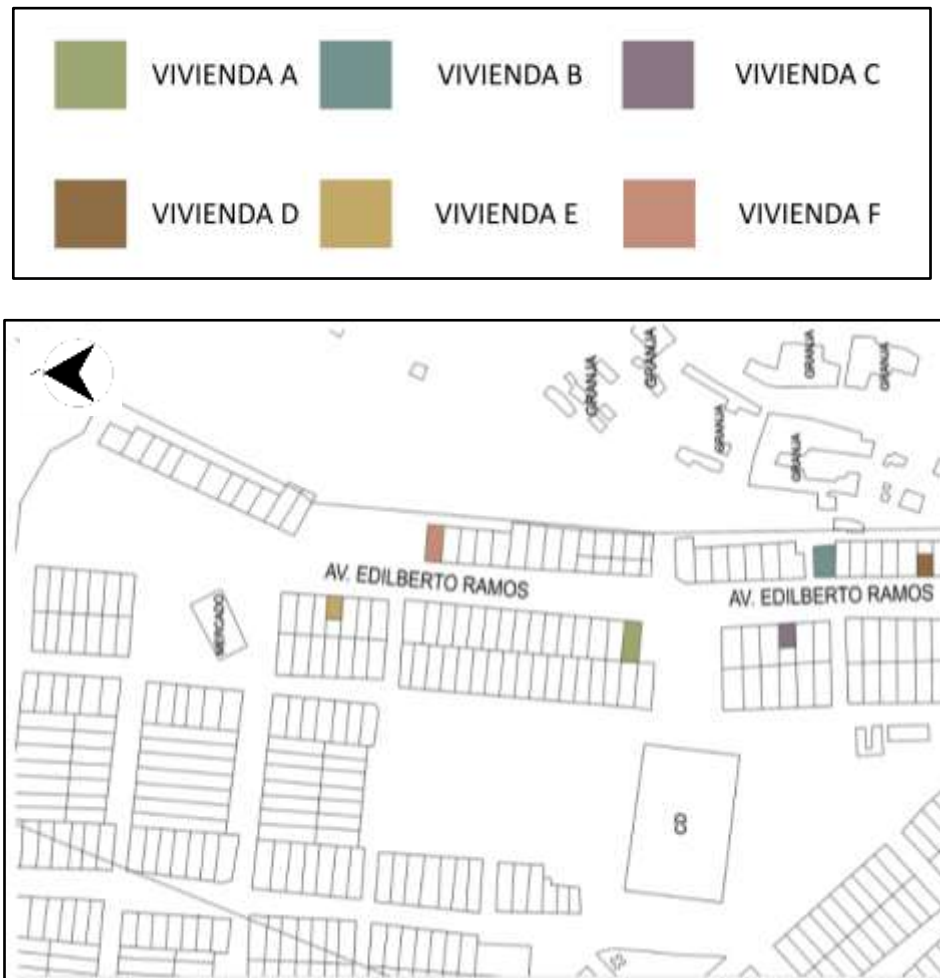 VIVIENDA A
VIVIENDA B
VIVIENDA C
VIVIENDA D
VIVIENDA E
VIVIENDA F
GRANJA
GRANJA
GRANJA
GRANJA
GRANJA
GRANJA
AV. EDILBERTO RAMOS
AV. EDILBERTO RAMOS
MERCADO